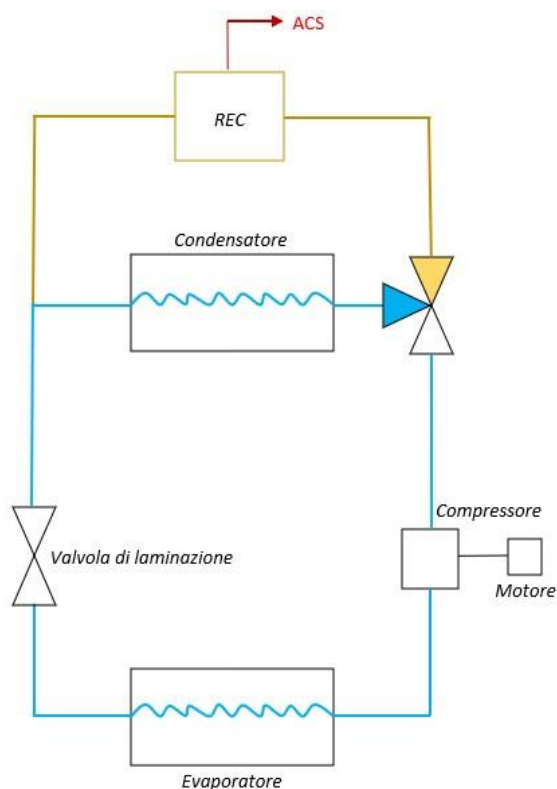 ACS
REC
Condensatore
Compressore
Valvola di laminazione
Motore
Evaporatore